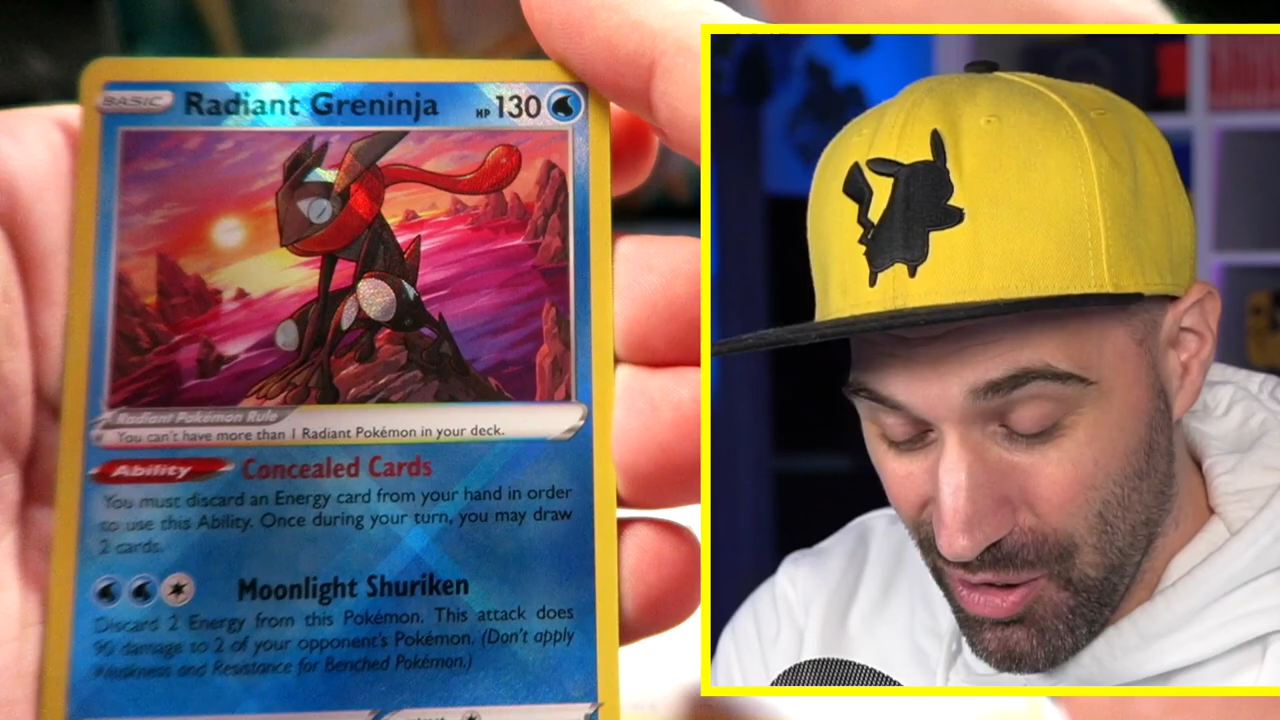 BASIC Radiant Greninja HP 130
Radiant Pokémon Rule
You can't have more than 1 Radiant Pokémon in your deck.
Ability Concealed Cards
You must discard an Energy card from your hand in order
to use this Ability. Once during your turn, you may draw
2 cards.
Moonlight Shuriken
Discard 2 Energy from this Pokémon. This attack does
90 damage to 2 of your opponent's Pokémon. (Don't apply
Weakness and Resistance for Benched Pokémon.)